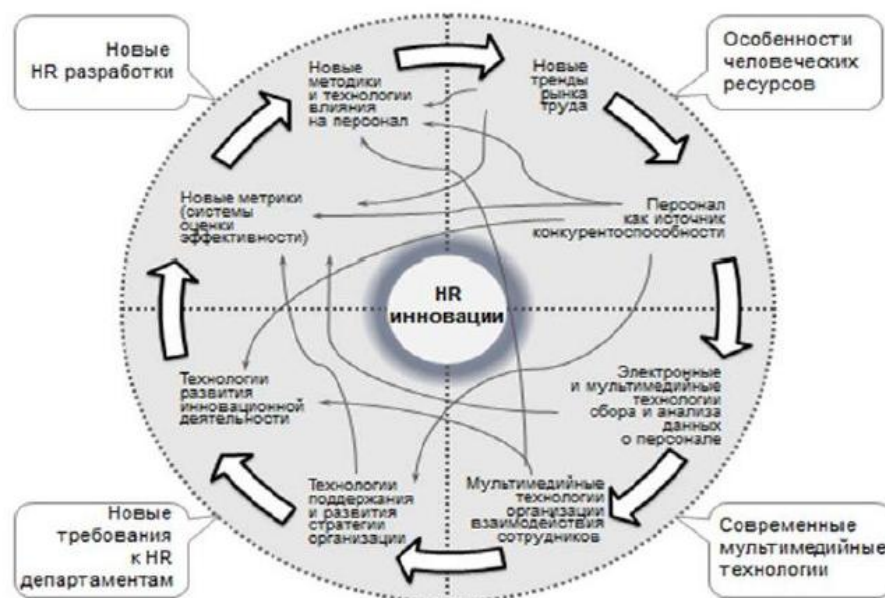 Новые
HR разработки
Особенности
человеческих
ресурсов
Новые
методики
и технологии
влияния
на персонал
Новые
тренды
рынка
труда
Новые метрики
(системы
оценки
эффективности)
Персонал
как источник
конкурентоспособности
HR
инновации
Технологии
развития
инновационной
деятельности
Электронные
и мультимедийные
технологии
сбора и анализа
данных
о персонале
Технологии
поддержания
и развития
стратегии
организации
Мультимедийные
технологии
организации
взаимодействия
сотрудников
Новые
требования
к HR
департаментам
Современные
мультимедийные
технологии